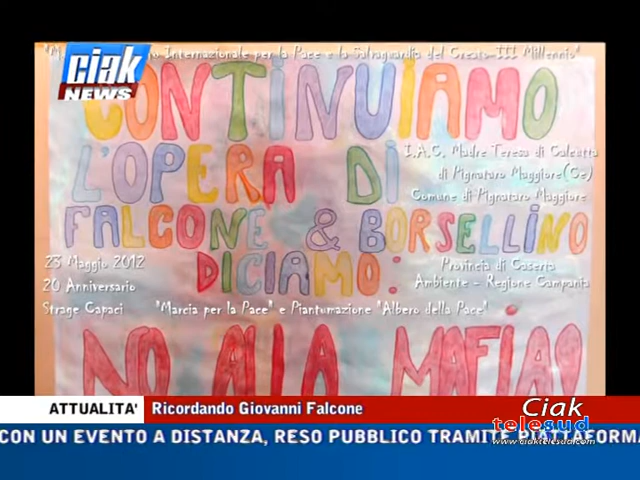 Internazionale per la Pace e la Salvaguardia del Creato-III Millennio"
ciak
NEWS
CONTINUIAMO
L'OPERA DI
I.A.C. Madre Teresa di Calcutta
di Pignataro Maggiore(Ce)
Comune di Pignataro Maggiore
FALCONE & BORSELLINO
23 Maggio 2012
Provincia di Caserta
DICIAMO:
20 Anniversario
Ambiente - Regione Campania
Strage Capaci
"Marcia per la Pace" e Piantumazione "Albero della Pace"
NO ALLA MAFIA!
ATTUALITA'
Ricordando Giovanni Falcone
Ciak
telesud
www.ciaktelesud.com
CON UN EVENTO A DISTANZA, RESO PUBBLICO TRAMITE PIATTAFORMA